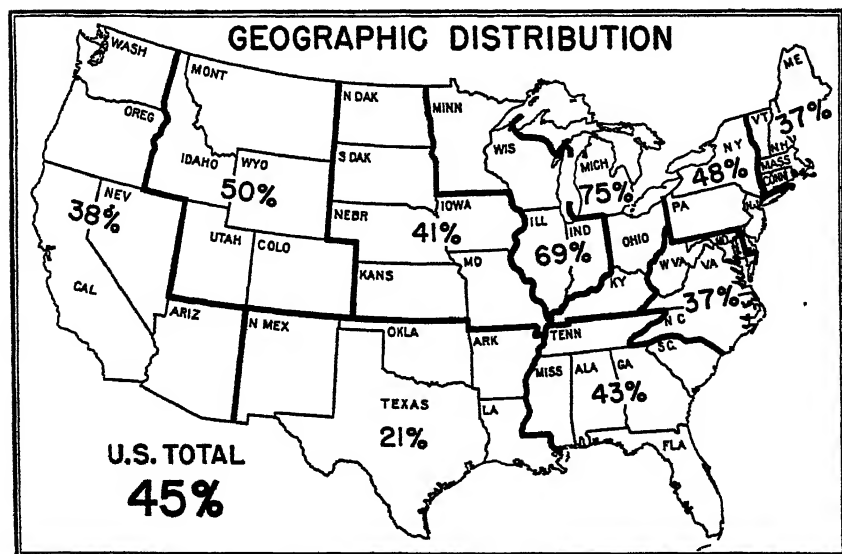 GEOGRAPHIC DISTRIBUTION
WASH
MONT
N DAK
MINN
ME
OREG
VT.
37%
IDAHO
WYO
S DAK
WIS
MICH
NY
N.H.
MASS
CONN
50%
75%
48%
NEV
38%
NEBR
IOWA
41%
ILL
IND
69%
OHIO
PA
N.J.
MD
UTAH
COLO
KANS
MO
KY
W VA
VA
37%
CAL
ARIZ
N MEX
OKLA
ARK
TENN
N C
S.C.
MISS
ALA
GA
43%
TEXAS
21%
LA
FLA
U.S. TOTAL
45%